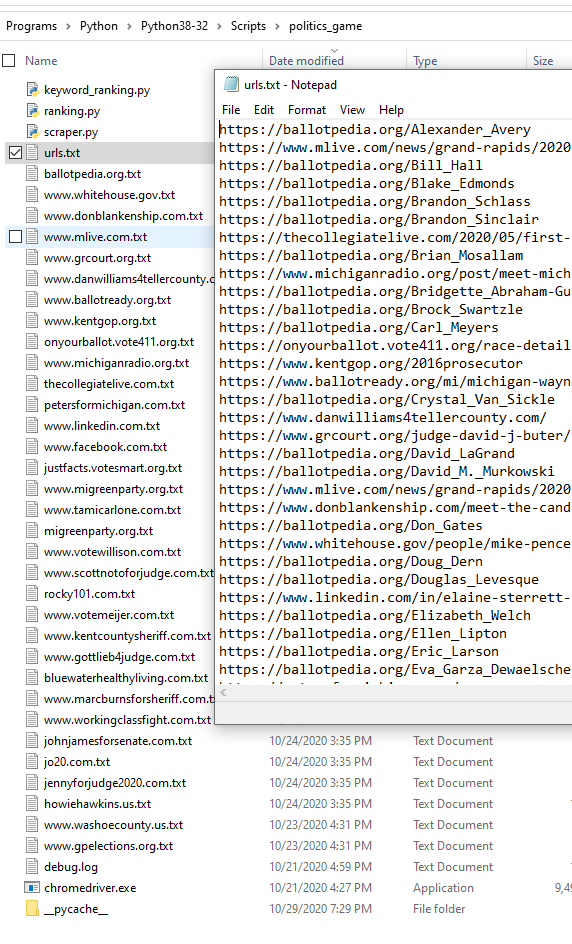 Programs > Python > Python38-32 > Scripts > politics_game
Name Date modified Type Size
keyword_ranking.py
ranking.py
scraper.py
urls.txt
ballotpedia.org.txt
www.whitehouse.gov.txt
www.donblankenship.com.txt
www.mlive.com.txt
www.grcourt.org.txt
www.danwilliams4tellercounty.c
www.ballotready.org.txt
www.kentgop.org.txt
onyourballot.vote411.org.txt
www.michiganradio.org.txt
thecollegiatelive.com.txt
petersformichigan.com.txt
www.linkedin.com.txt
www.facebook.com.txt
justfacts.votesmart.org.txt
www.migreenparty.org.txt
www.tamicarlone.com.txt
migreenparty.org.txt
www.votewillison.com.txt
www.scottnotoforjudge.com.txt
rocky101.com.txt
www.votemeijer.com.txt
www.kentcountysheriff.com.txt
www.gottlieb4judge.com.txt
bluewaterhealthyliving.com.txt
www.marcburnsforsheriff.com.t
www.workingclassfight.com.txt
johnjamesforsenate.com.txt 10/24/2020 3:35 PM Text Document
jo20.com.txt 10/24/2020 3:35 PM Text Document
jennyforjudge2020.com.txt 10/24/2020 3:35 PM Text Document
howiehawkins.us.txt 10/24/2020 3:35 PM Text Document
www.washoecounty.us.txt 10/23/2020 4:31 PM Text Document
www.gpelections.org.txt 10/23/2020 4:31 PM Text Document
debug.log 10/21/2020 4:59 PM Text Document
chromedriver.exe 10/21/2020 4:27 PM Application 9,49
__pycache__ 10/29/2020 7:29 PM File folder
urls.txt - Notepad
File Edit Format View Help
https://ballotpedia.org/Alexander_Avery
https://www.mlive.com/news/grand-rapids/2020
https://ballotpedia.org/Bill_Hall
https://ballotpedia.org/Blake_Edmonds
https://ballotpedia.org/Brandon_Schlass
https://ballotpedia.org/Brandon_Sinclair
https://thecollegiatelive.com/2020/05/first-
https://ballotpedia.org/Brian_Mosallam
https://www.michiganradio.org/post/meet-mich
https://ballotpedia.org/Bridgette_Abraham-Gu
https://ballotpedia.org/Brock_Swartzle
https://ballotpedia.org/Carl_Meyers
https://onyourballot.vote411.org/race-detail
https://www.kentgop.org/2016prosecutor
https://www.ballotready.org/mi/michigan-wayn
https://ballotpedia.org/Crystal_Van_Sickle
https://www.danwilliams4tellercounty.com/
https://www.grcourt.org/judge-david-j-buter/
https://ballotpedia.org/David_LaGrand
https://ballotpedia.org/David_M._Murkowski
https://www.mlive.com/news/grand-rapids/2020
https://www.donblankenship.com/meet-the-cand
https://ballotpedia.org/Don_Gates
https://www.whitehouse.gov/people/mike-pence
https://ballotpedia.org/Doug_Dern
https://ballotpedia.org/Douglas_Levesque
https://www.linkedin.com/in/elaine-sterrett-
https://ballotpedia.org/Elizabeth_Welch
https://ballotpedia.org/Ellen_Lipton
https://ballotpedia.org/Eric_Larson
https://ballotpedia.org/Eva_Garza_Dewaelsche